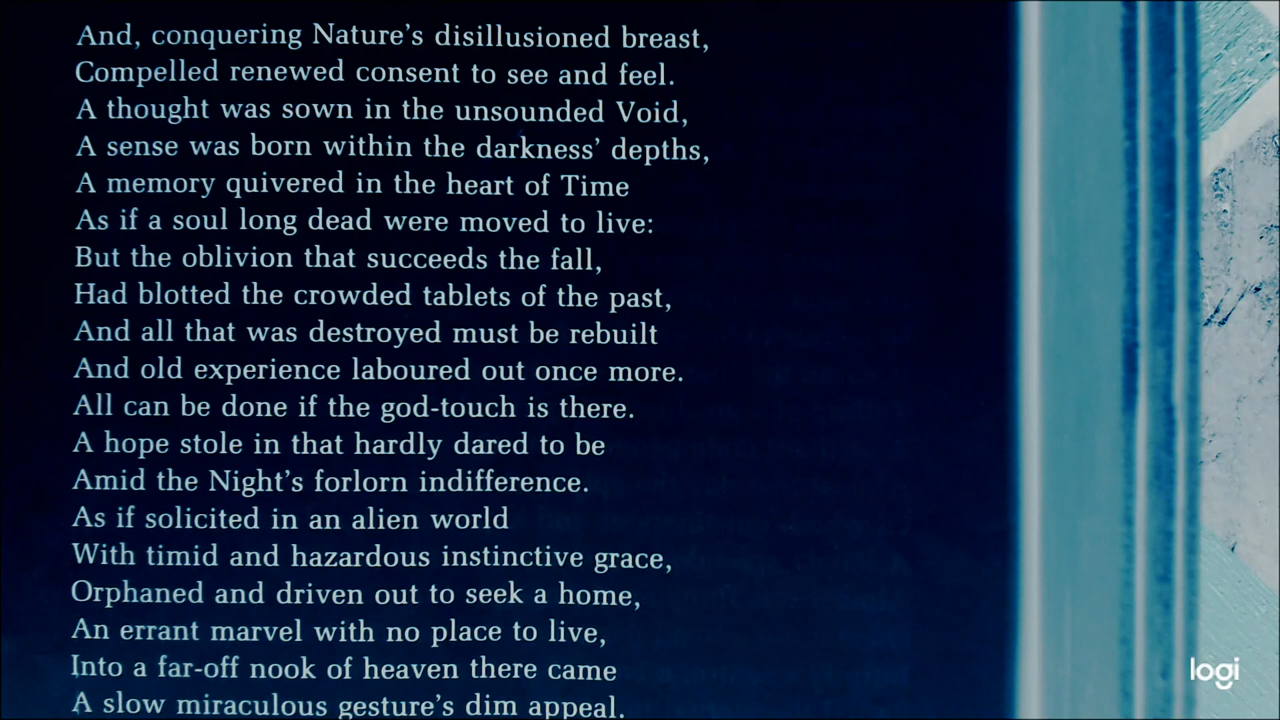 And, conquering Nature’s disillusioned breast,
Compelled renewed consent to see and feel.
A thought was sown in the unsounded Void,
A sense was born within the darkness’ depths,
A memory quivered in the heart of Time
As if a soul long dead were moved to live:
But the oblivion that succeeds the fall,
Had blotted the crowded tablets of the past,
And all that was destroyed must be rebuilt
And old experience laboured out once more.
All can be done if the god-touch is there.
A hope stole in that hardly dared to be
Amid the Night’s forlorn indifference.
As if solicited in an alien world
With timid and hazardous instinctive grace,
Orphaned and driven out to seek a home,
An errant marvel with no place to live,
Into a far-off nook of heaven there came
A slow miraculous gesture’s dim appeal.
logi